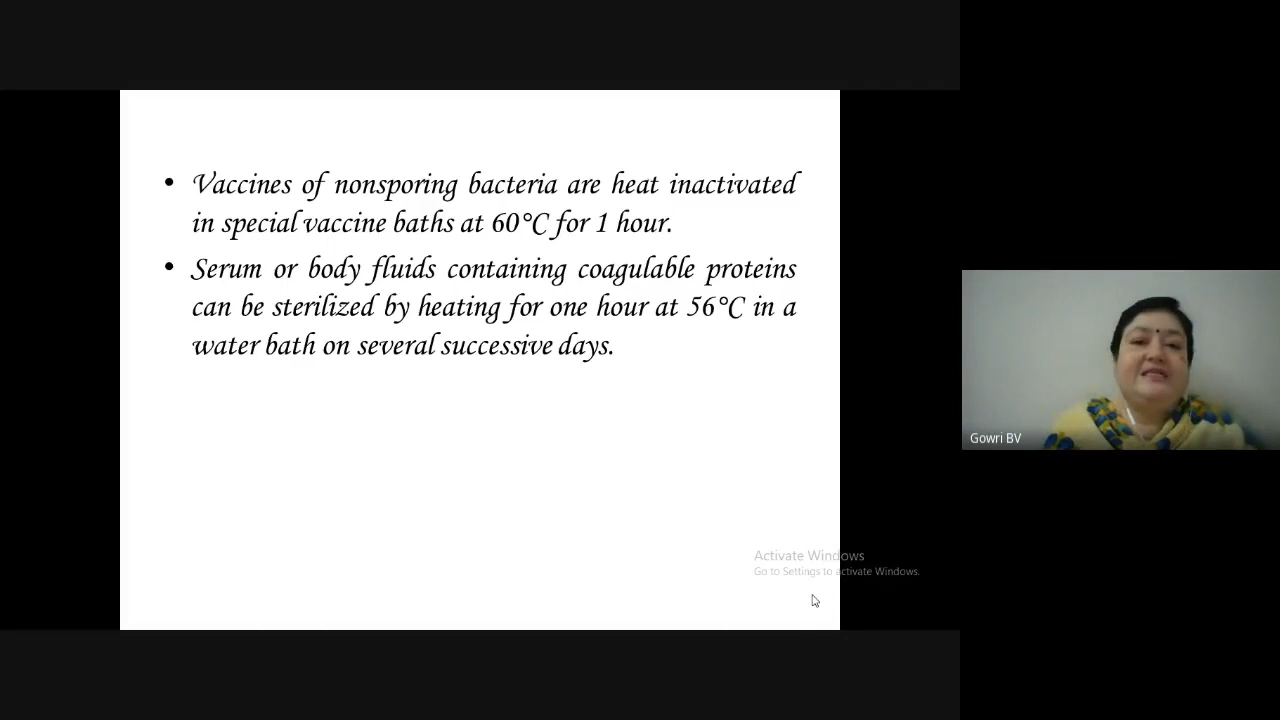 • Vaccines of nonsporing bacteria are heat inactivated
in special vaccine baths at 60°C for 1 hour.
• Serum or body fluids containing coagulable proteins
can be sterilized by heating for one hour at 56°C in a
water bath on several successive days.
Gowri BV
Activate Windows
Go to Settings to activate Windows.